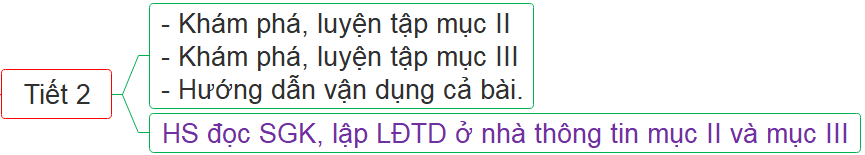 Tiết 2
- Khám phá, luyện tập mục II
- Khám phá, luyện tập mục III
- Hướng dẫn vận dụng cả bài.
HS đọc SGK, lập LĐTD ở nhà thông tin mục II và mục III